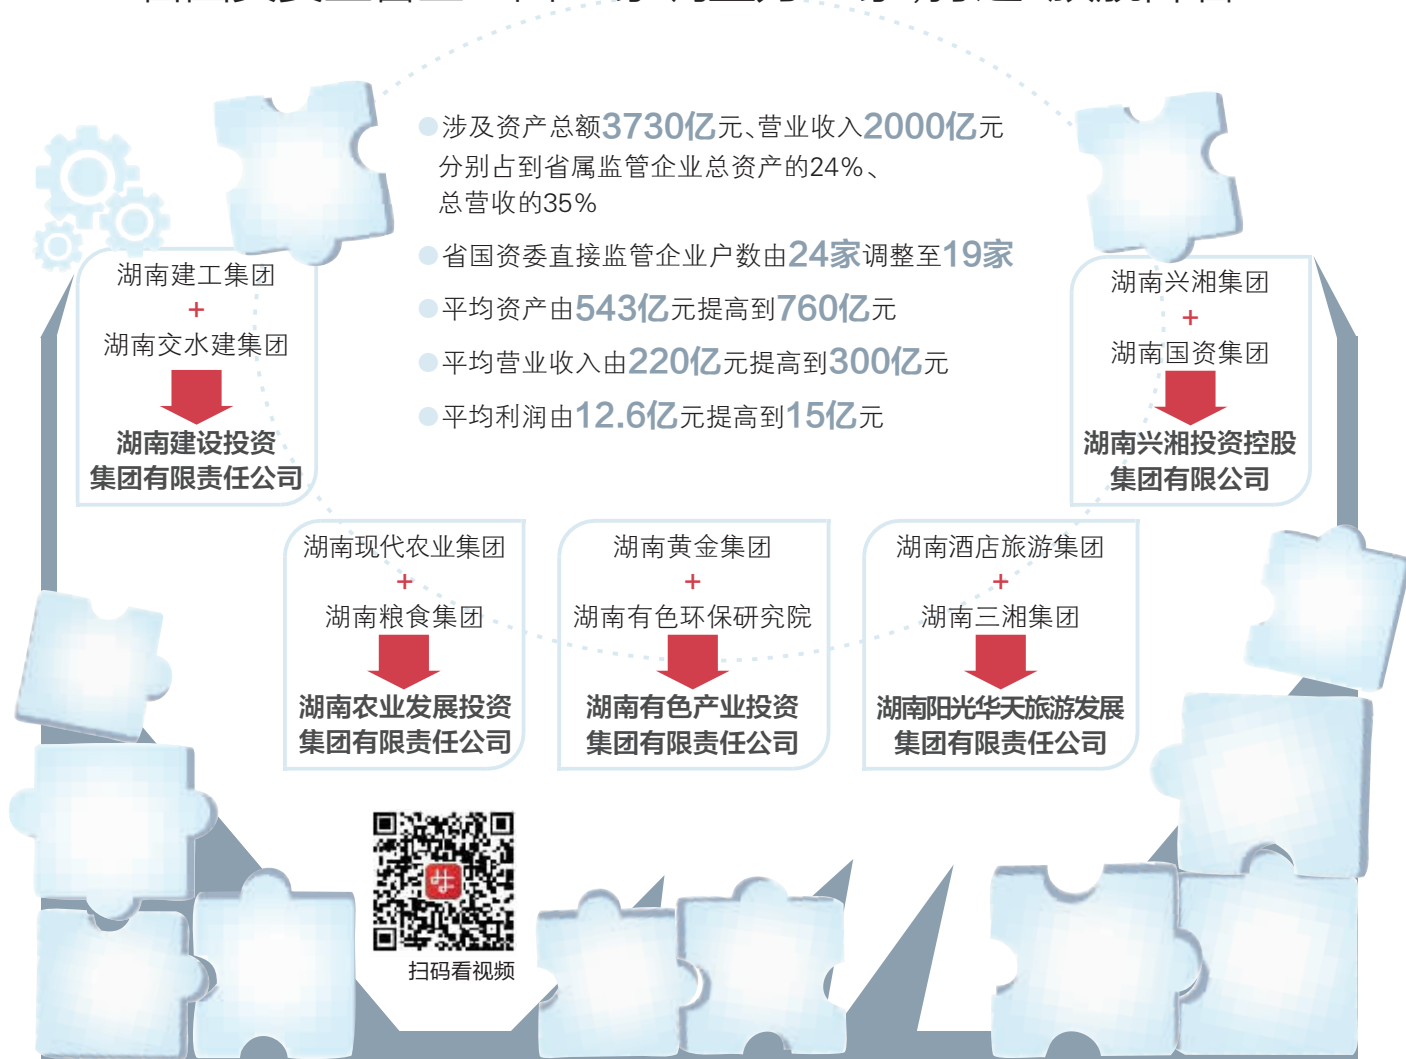 涉及资产总额3730亿元、营业收入2000亿元
分别占到省属监管企业总资产的24%、
总营收的35%
省国资委直接监管企业户数由24家调整至19家
平均资产由543亿元提高到760亿元
平均营业收入由220亿元提高到300亿元
平均利润由12.6亿元提高到15亿元
湖南建工集团
+
湖南交水建集团
湖南建设投资
集团有限责任公司
湖南兴湘集团
+
湖南国资集团
湖南兴湘投资控股
集团有限公司
湖南现代农业集团
+
湖南粮食集团
湖南农业发展投资
集团有限责任公司
湖南黄金集团
+
湖南有色环保研究院
湖南有色产业投资
集团有限责任公司
湖南酒店旅游集团
+
湖南三湘集团
湖南阳光华天旅游发展
集团有限责任公司
扫码看视频